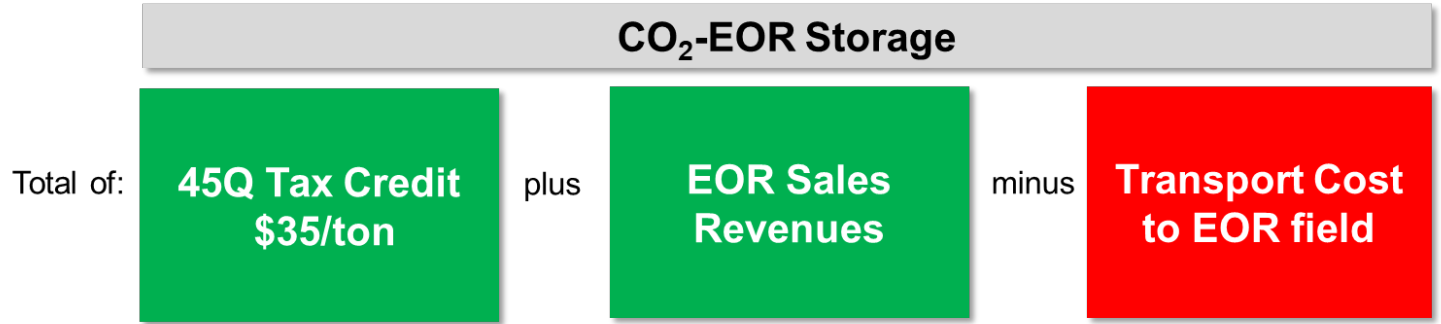 CO₂-EOR Storage
Total of:
45Q Tax Credit
$35/ton
plus
EOR Sales
Revenues
minus
Transport Cost
to EOR field